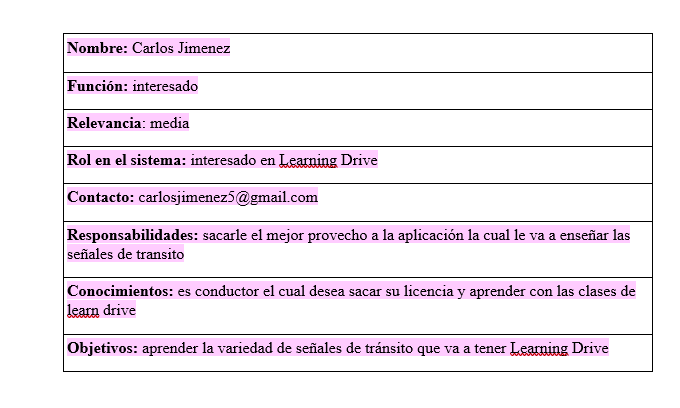 Nombre: Carlos Jimenez
Función: interesado
Relevancia: media
Rol en el sistema: interesado en Learning Drive
Contacto: carlosjimenez5@gmail.com
Responsabilidades: sacarle el mejor provecho a la aplicación la cual le va a enseñar las
señales de transito
Conocimientos: es conductor el cual desea sacar su licencia y aprender con las clases de
learn drive
Objetivos: aprender la variedad de señales de tránsito que va a tener Learning Drive